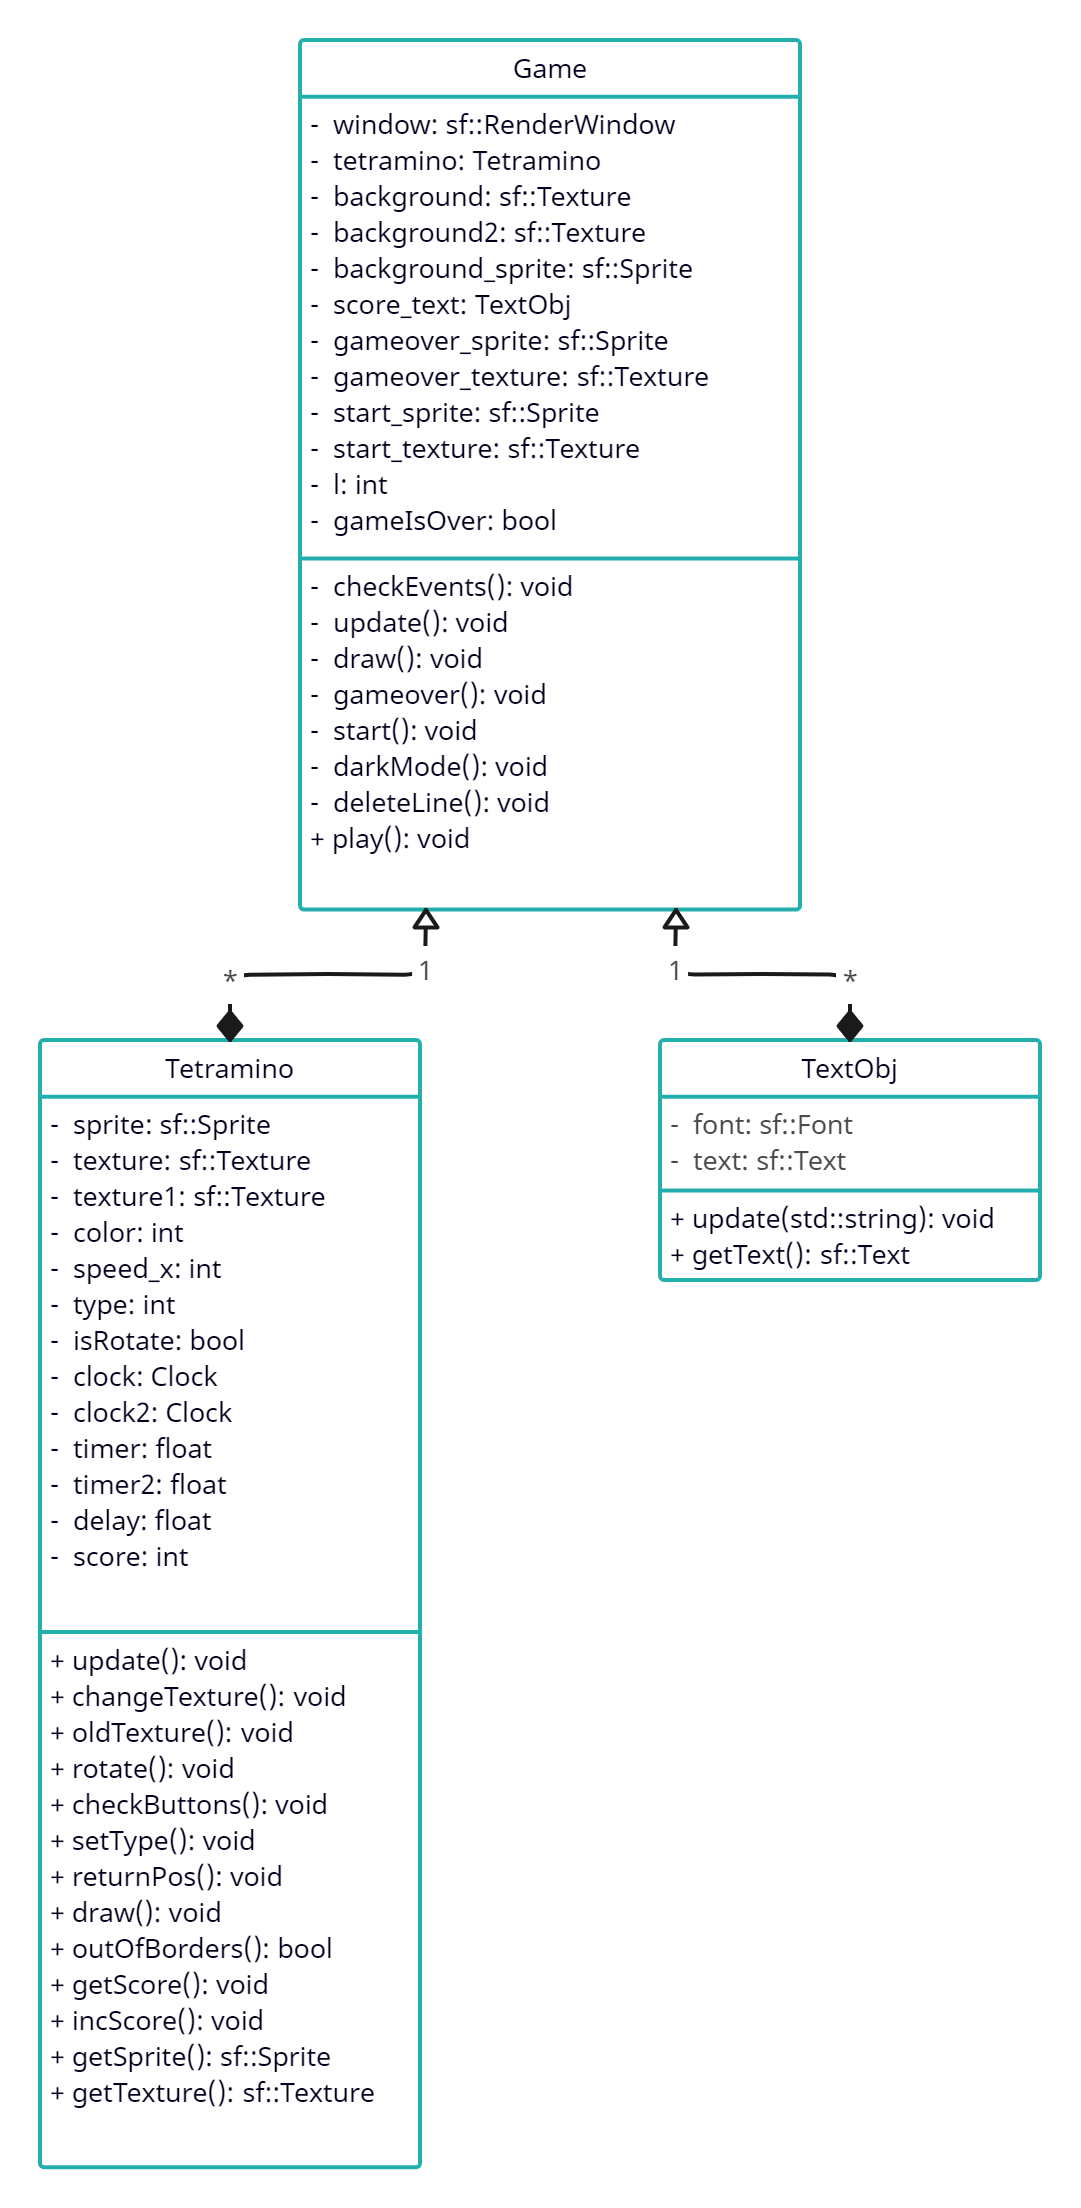 Game
- window: sf::RenderWindow
- tetramino: Tetramino
- background: sf::Texture
- background2: sf::Texture
- background_sprite: sf::Sprite
- score_text: TextObj
- gameover_sprite: sf::Sprite
- gameover_texture: sf::Texture
- start_sprite: sf::Sprite
- start_texture: sf::Texture
- l: int
- gameIsOver: bool
- checkEvents(): void
- update(): void
- draw(): void
- gameover(): void
- start(): void
- darkMode(): void
- deleteLine(): void
+ play(): void
1
1
*
*
Tetramino
- sprite: sf::Sprite
- texture: sf::Texture
- texture1: sf::Texture
- color: int
- speed_x: int
- type: int
- isRotate: bool
- clock: Clock
- clock2: Clock
- timer: float
- timer2: float
- delay: float
- score: int
+ update(): void
+ changeTexture(): void
+ oldTexture(): void
+ rotate(): void
+ checkButtons(): void
+ setType(): void
+ returnPos(): void
+ draw(): void
+ outOfBorders(): bool
+ getScore(): void
+ incScore(): void
+ getSprite(): sf::Sprite
+ getTexture(): sf::Texture
TextObj
- font: sf::Font
- text: sf::Text
+ update(std::string): void
+ getText(): sf::Text